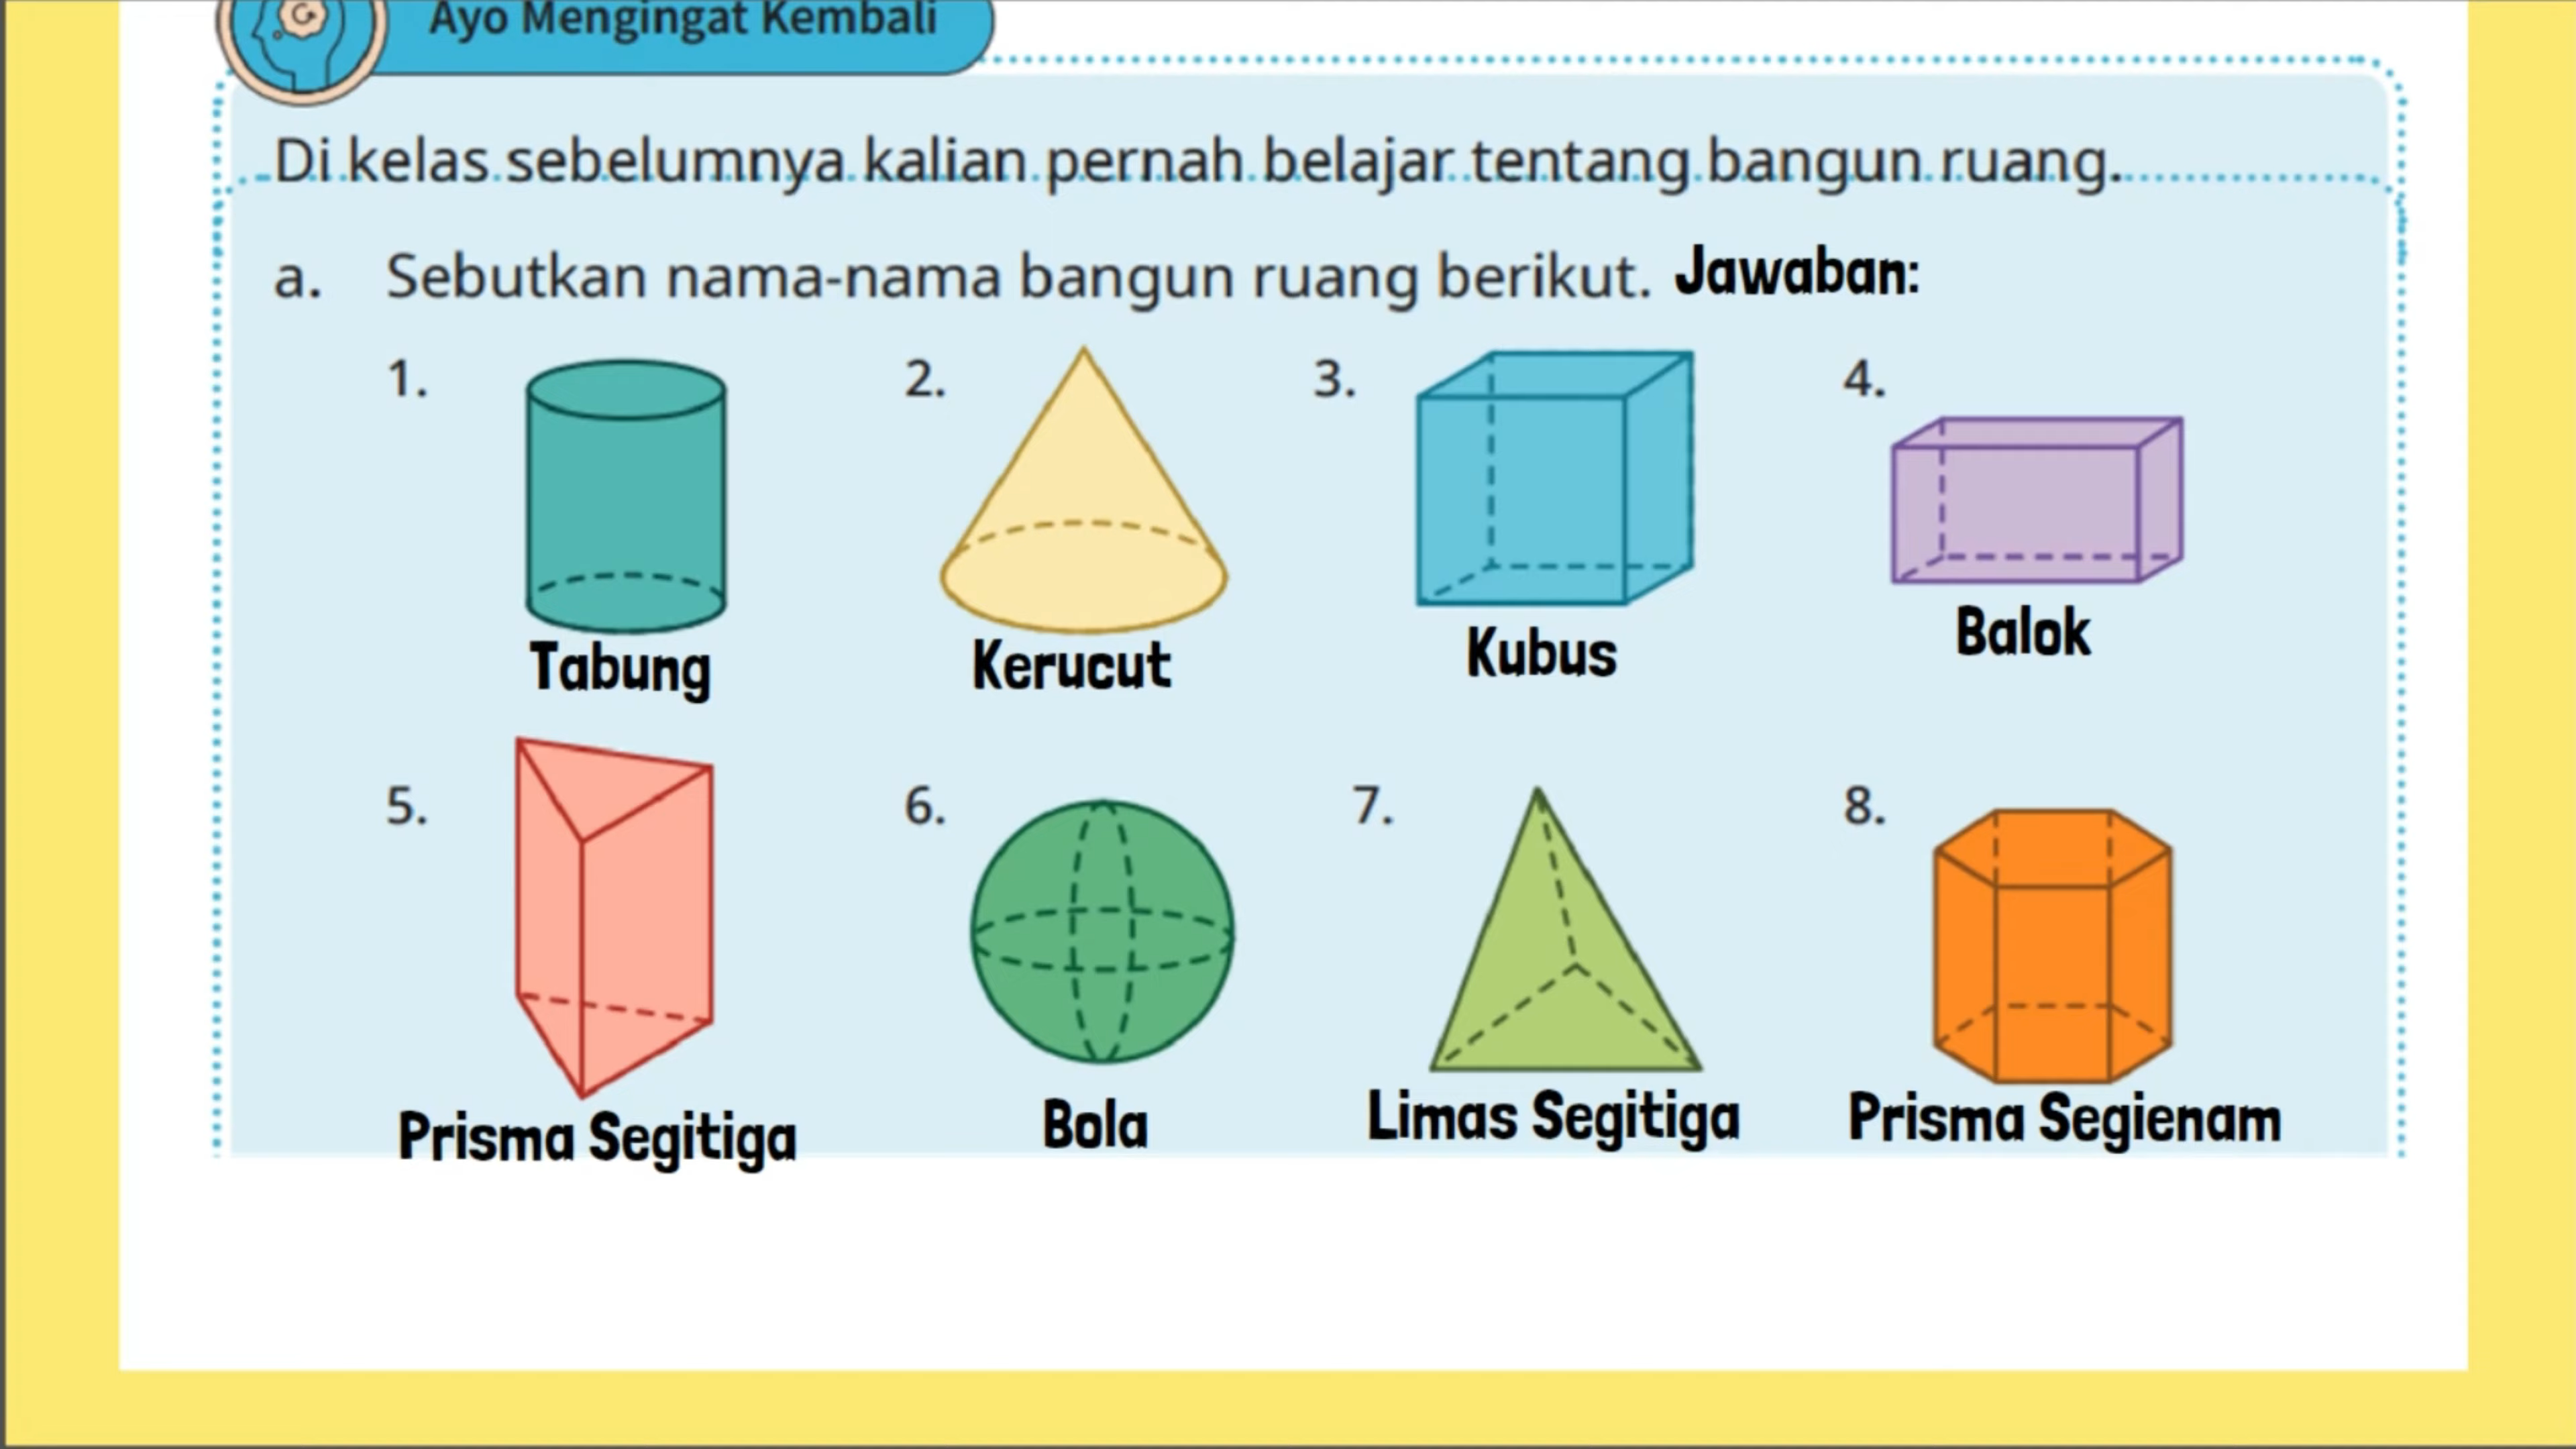 Ayo Mengingat Kembali
Di kelas sebelumnya kalian pernah belajar tentang bangun ruang.
a. Sebutkan nama-nama bangun ruang berikut. Jawaban:
1. 2. 3. 4.
Tabung Kerucut Kubus Balok
5. 6. 7. 8.
Prisma Segitiga Bola Limas Segitiga Prisma Segienam